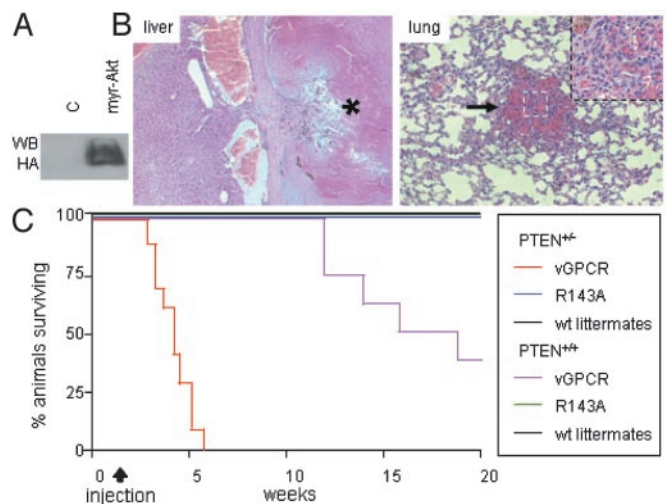 A
B
C
myr-Akt
WB
HA
liver
*
lung
C
% animals surviving
100
75
50
25
0
0 5 10 15 20
injection weeks
PTEN+/-
vGPCR
R143A
wt littermates
PTEN+/+
vGPCR
R143A
wt littermates